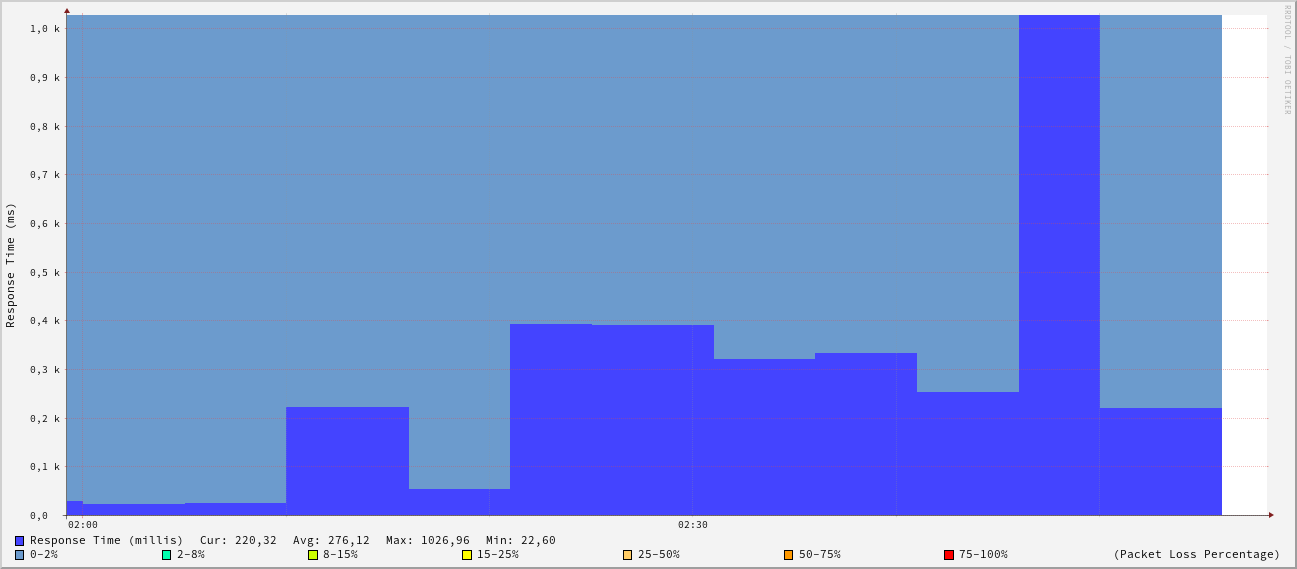 RRDTOOL / TOBI OETIKER
Response Time (ms)
1,0 k
0,9 k
0,8 k
0,7 k
0,6 k
0,5 k
0,4 k
0,3 k
0,2 k
0,1 k
0,0
02:00 02:30
Response Time (millis) Cur: 220,32 Avg: 276,12 Max: 1026,96 Min: 22,60
0-2% 2-8% 8-15% 15-25% 25-50% 50-75% 75-100% (Packet Loss Percentage)